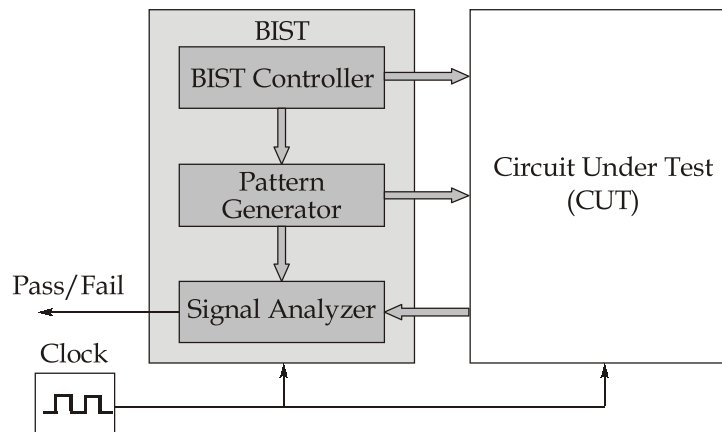 BIST
BIST Controller
Pattern
Generator
Signal Analyzer
Circuit Under Test
(CUT)
Pass/Fail
Clock